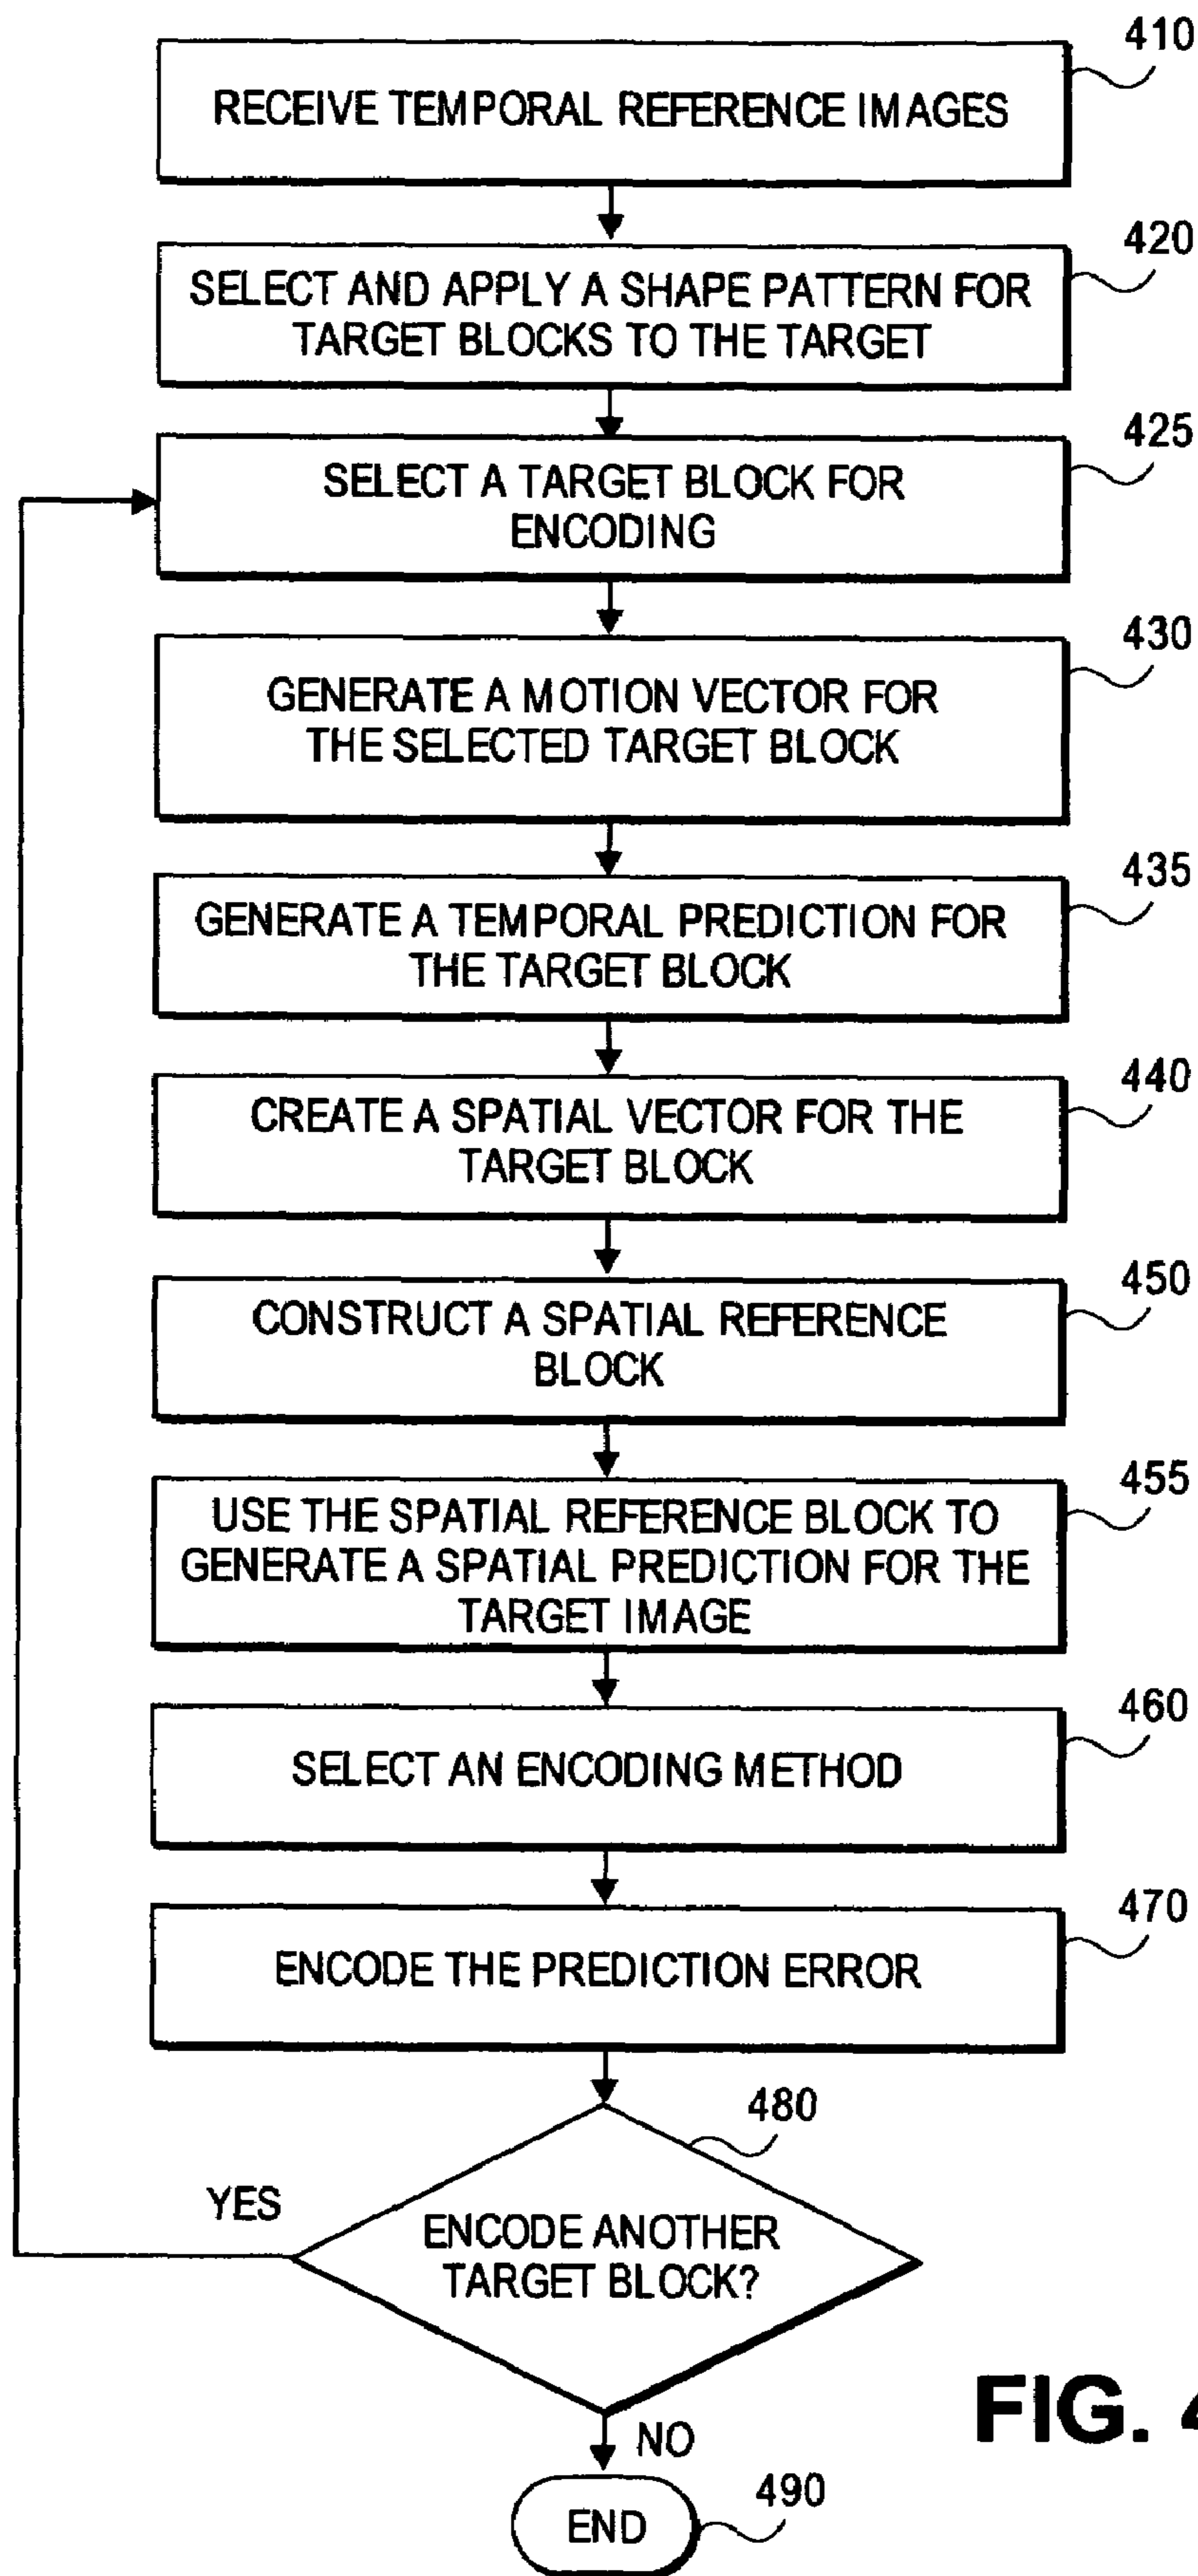 410
RECEIVE TEMPORAL REFERENCE IMAGES
420
SELECT AND APPLY A SHAPE PATTERN FOR
TARGET BLOCKS TO THE TARGET
425
SELECT A TARGET BLOCK FOR
ENCODING
430
GENERATE A MOTION VECTOR FOR
THE SELECTED TARGET BLOCK
435
GENERATE A TEMPORAL PREDICTION FOR
THE TARGET BLOCK
440
CREATE A SPATIAL VECTOR FOR THE
TARGET BLOCK
450
CONSTRUCT A SPATIAL REFERENCE
BLOCK
455
USE THE SPATIAL REFERENCE BLOCK TO
GENERATE A SPATIAL PREDICTION FOR THE
TARGET IMAGE
460
SELECT AN ENCODING METHOD
470
ENCODE THE PREDICTION ERROR
480
YES
ENCODE ANOTHER
TARGET BLOCK?
FIG. 4
NO
END
490